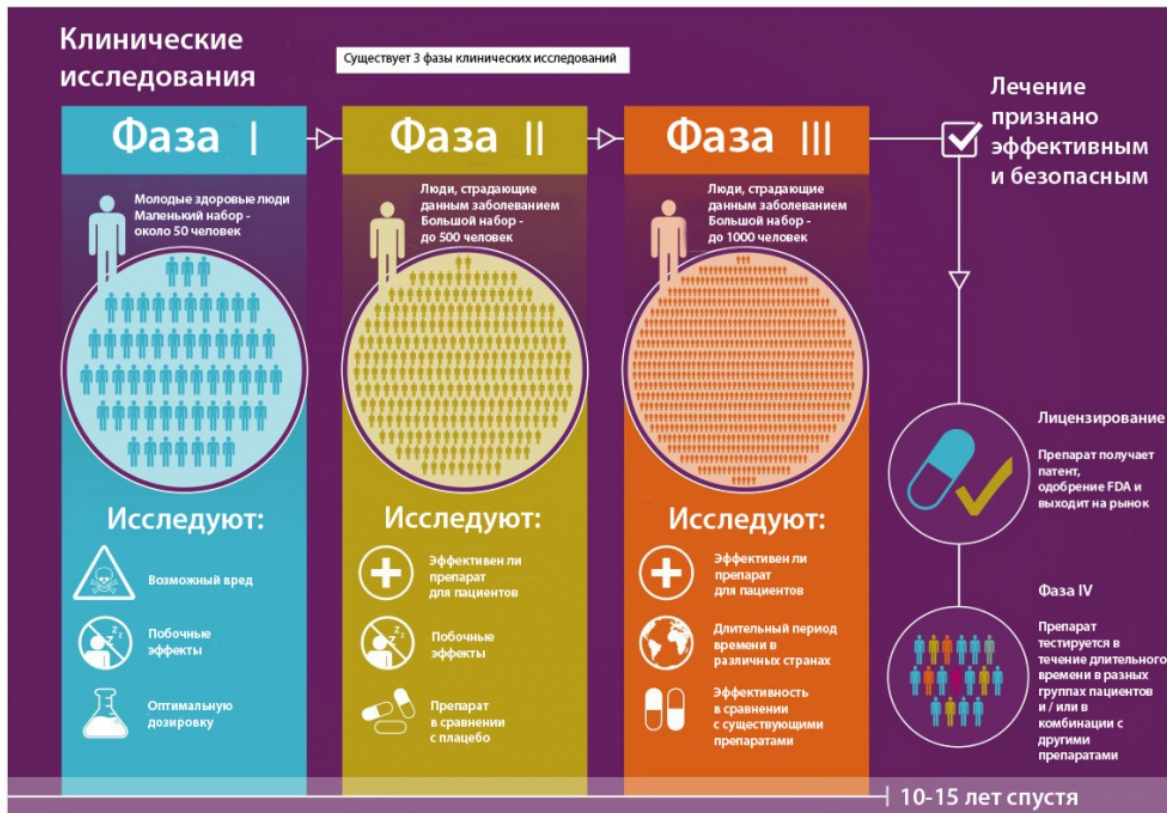 Клинические
исследования
Существует 3 фазы клинических исследований
Фаза I
Молодые здоровые люди
Маленький набор -
около 50 человек
Исследуют:
Возможный вред
Побочные
эффекты
Оптимальную
дозировку
Фаза II
Люди, страдающие
данным заболеванием
Большой набор -
до 500 человек
Исследуют:
Эффективен ли
препарат
для пациентов
Побочные
эффекты
Препарат
в сравнении
с плацебо
Фаза III
Люди, страдающие
данным заболеванием
Большой набор -
до 1000 человек
Исследуют:
Эффективен ли
препарат
для пациентов
Длительный период
времени в
различных странах
Эффективность
в сравнении
с существующими
препаратами
Лечение
признано
эффективным
и безопасным
Лицензирование
Препарат получает
патент,
одобрение FDA и
выходит на рынок
Фаза IV
Препарат
тестируется в
течение длительного
времени в разных
группах пациентов
и / или в
комбинации с
другими
препаратами
10-15 лет спустя